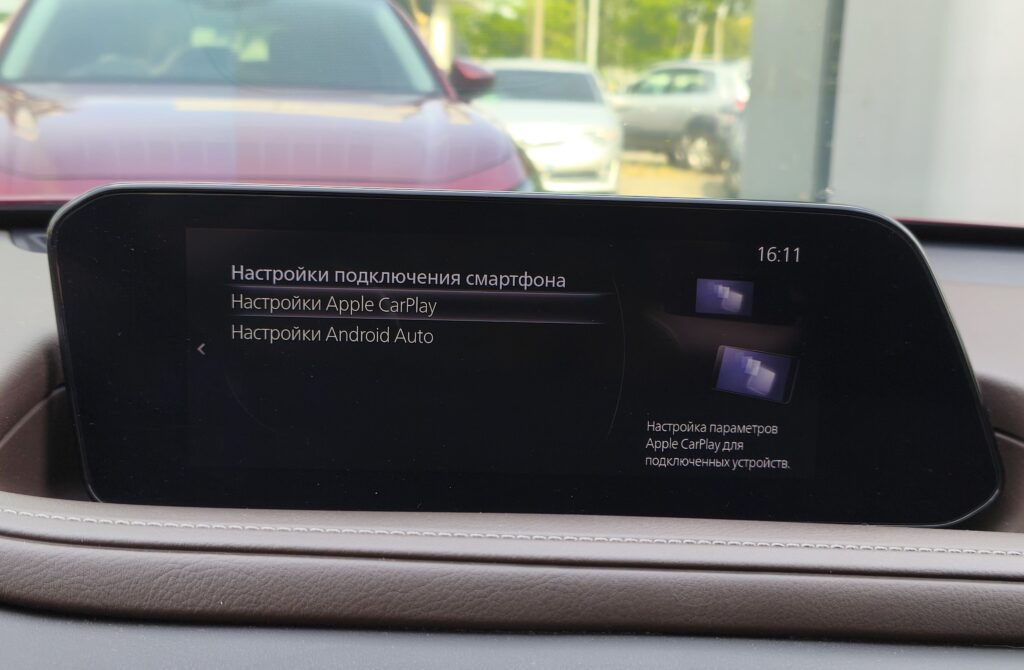 16:11
Настройки подключения смартфона
Настройки Apple CarPlay
Настройки Android Auto
Настройка параметров
Apple CarPlay для
подключенных устройств.